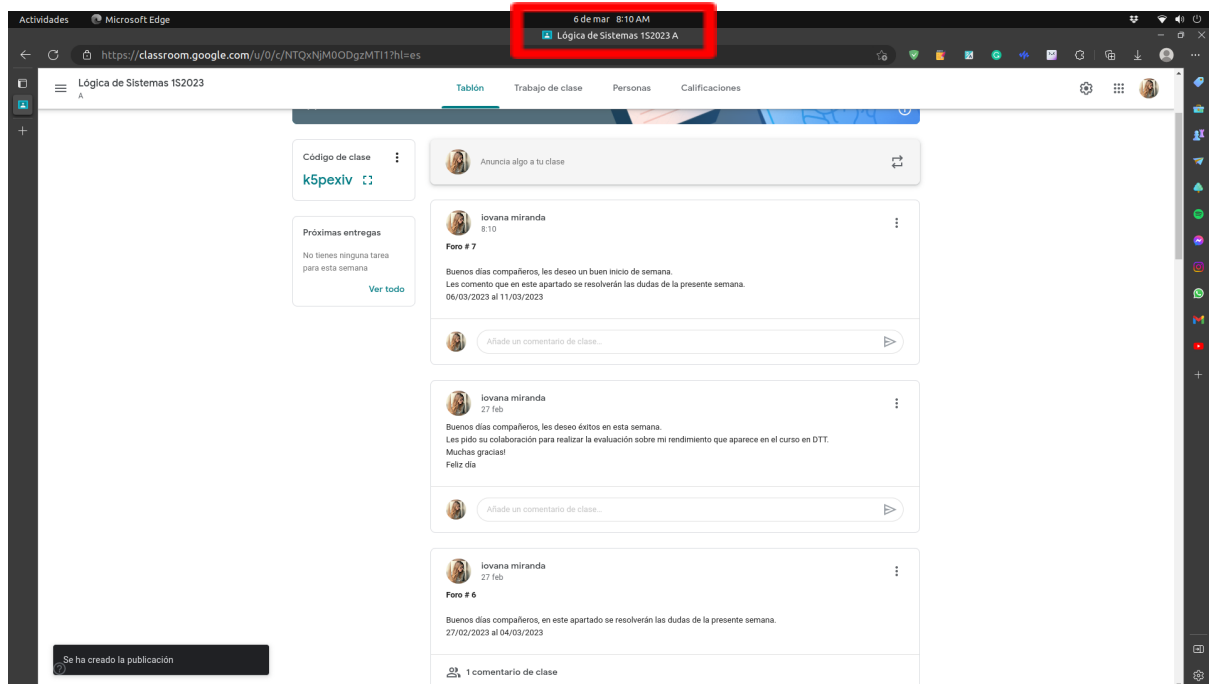 Actividades Microsoft Edge
6 de mar 8:10 AM
Lógica de Sistemas 1S2023 A
https://classroom.google.com/u/0/c/NTQxNjM0ODgzMTI1?hl=es
Lógica de Sistemas 1S2023
A
Tablón Trabajo de clase Personas Calificaciones
Código de clase
k5pexiv
Anuncia algo a tu clase
Próximas entregas
No tienes ninguna tarea
para esta semana
Ver todo
iovana miranda
8:10
Foro # 7
Buenos días compañeros, les deseo un buen inicio de semana.
Les comento que en este apartado se resolverán las dudas de la presente semana.
06/03/2023 al 11/03/2023
Añade un comentario de clase...
iovana miranda
27 feb
Buenos días compañeros, les deseo éxitos en esta semana.
Les pido su colaboración para realizar la evaluación sobre mi rendimiento que aparece en el curso en DTT.
Muchas gracias!
Feliz día
Añade un comentario de clase...
iovana miranda
27 feb
Foro # 6
Buenos días compañeros, en este apartado se resolverán las dudas de la presente semana.
27/02/2023 al 04/03/2023
1 comentario de clase
Se ha creado la publicación